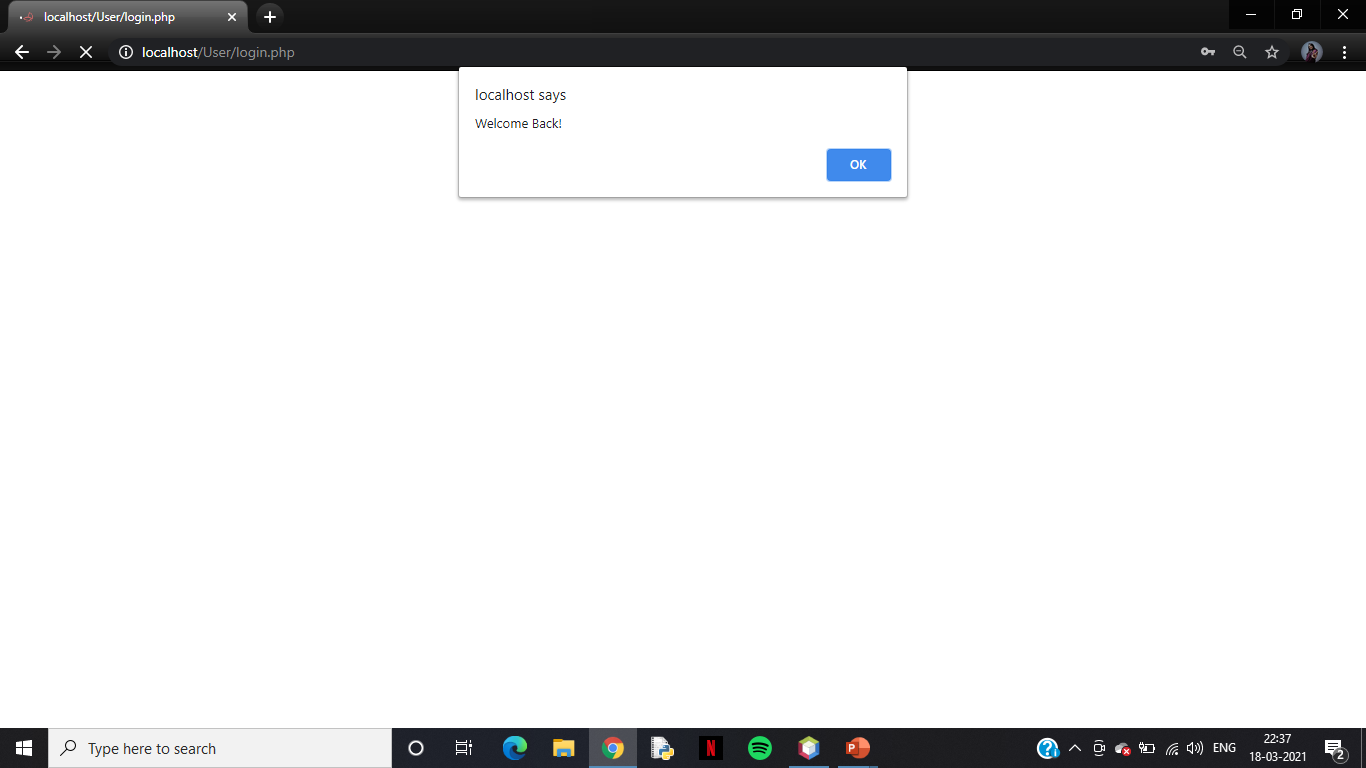 localhost/User/login.php
localhost/User/login.php
localhost says
Welcome Back!
OK
Type here to search
N
P
ENG
22:37
18-03-2021
2